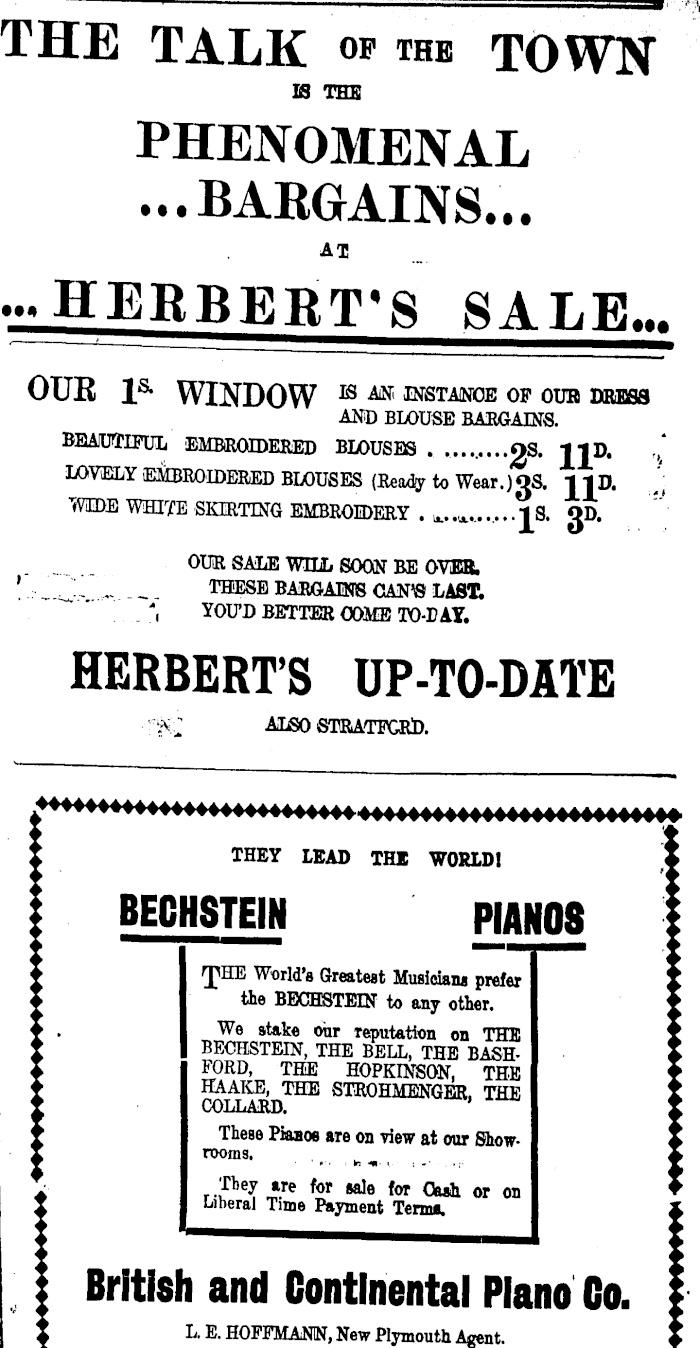 THE TALK OF THE TOWN
IS THE
PHENOMENAL
...BARGAINS...
AT
...HERBERT'S SALE...
OUR 1S. WINDOW IS AN INSTANCE OF OUR DRESS
AND BLOUSE BARGAINS.
BEAUTIFUL EMBROIDERED BLOUSES . .........2S. 11D.
LOVELY EMBROIDERED BLOUSES (Ready to Wear.) 3S. 11D.
WIDE WHITE SKIRTING EMBROIDERY . ...........1S. 3D.
OUR SALE WILL SOON BE OVER.
THESE BARGAINS CAN'S LAST.
YOU'D BETTER COME TO-DAY.
HERBERT'S UP-TO-DATE
ALSO STRATFORD.
THEY LEAD THE WORLD!
BECHSTEIN PIANOS
THE World's Greatest Musicians prefer
the BECHSTEIN to any other.
We stake our reputation on THE
BECHSTEIN, THE BELL, THE BASH-
FORD, THE HOPKINSON, THE
HAAKE, THE STROHMENGER, THE
COLLARD.
These Pianos are on view at our Show-
rooms.
They are for sale for Cash or on
Liberal Time Payment Terms.
British and Continental Piano Co.
L. E. HOFFMANN, New Plymouth Agent.